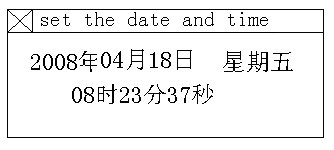 set the date and time
2008年04月18日 星期五
08时23分37秒